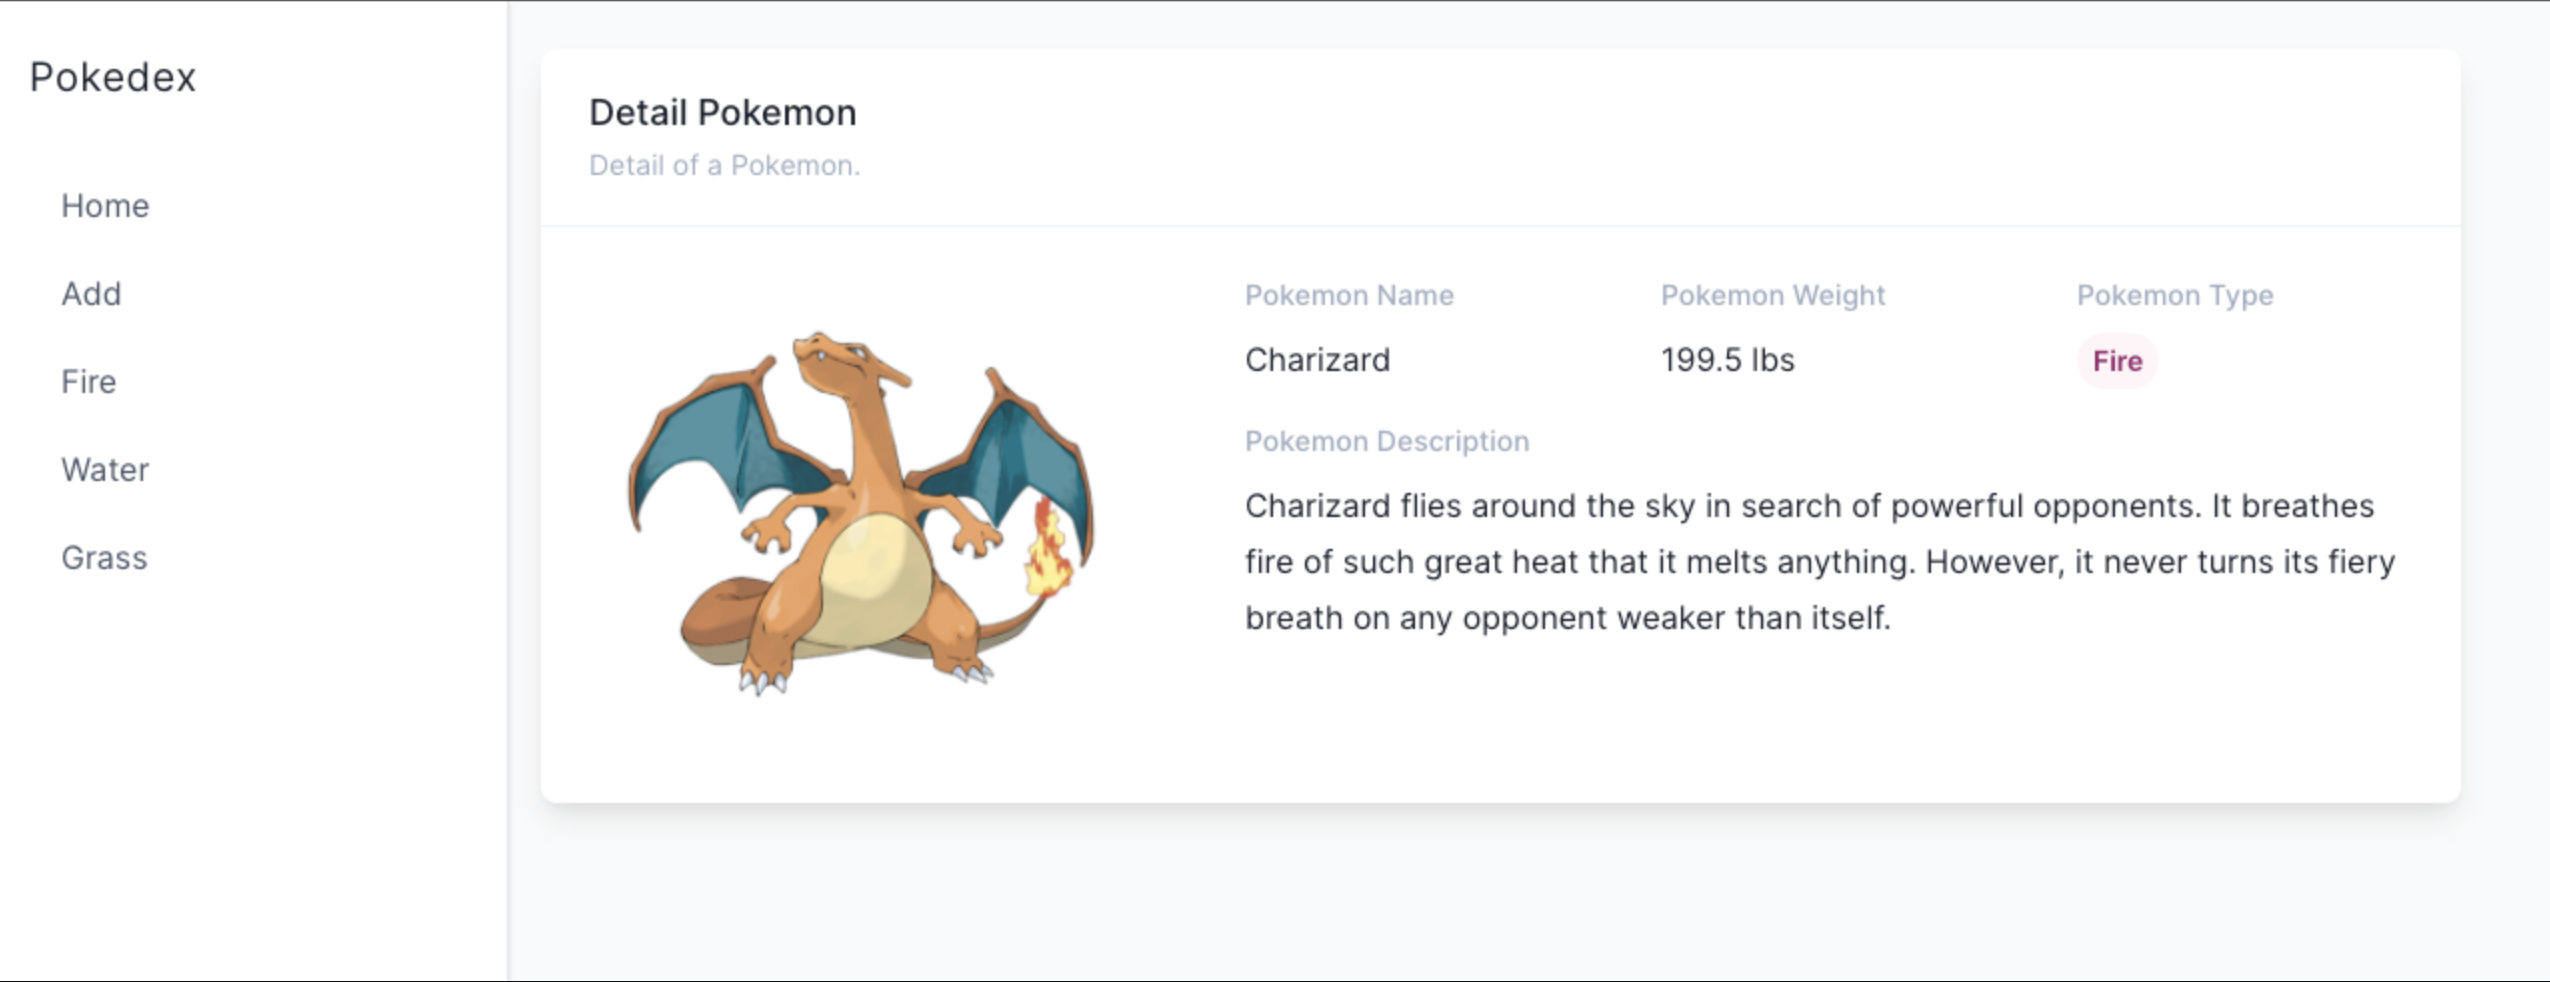 Pokedex
Home
Add
Fire
Water
Grass
Detail Pokemon
Detail of a Pokemon.
Pokemon Name
Charizard
Pokemon Weight
199.5 lbs
Pokemon Type
Fire
Pokemon Description
Charizard flies around the sky in search of powerful opponents. It breathes
fire of such great heat that it melts anything. However, it never turns its fiery
breath on any opponent weaker than itself.